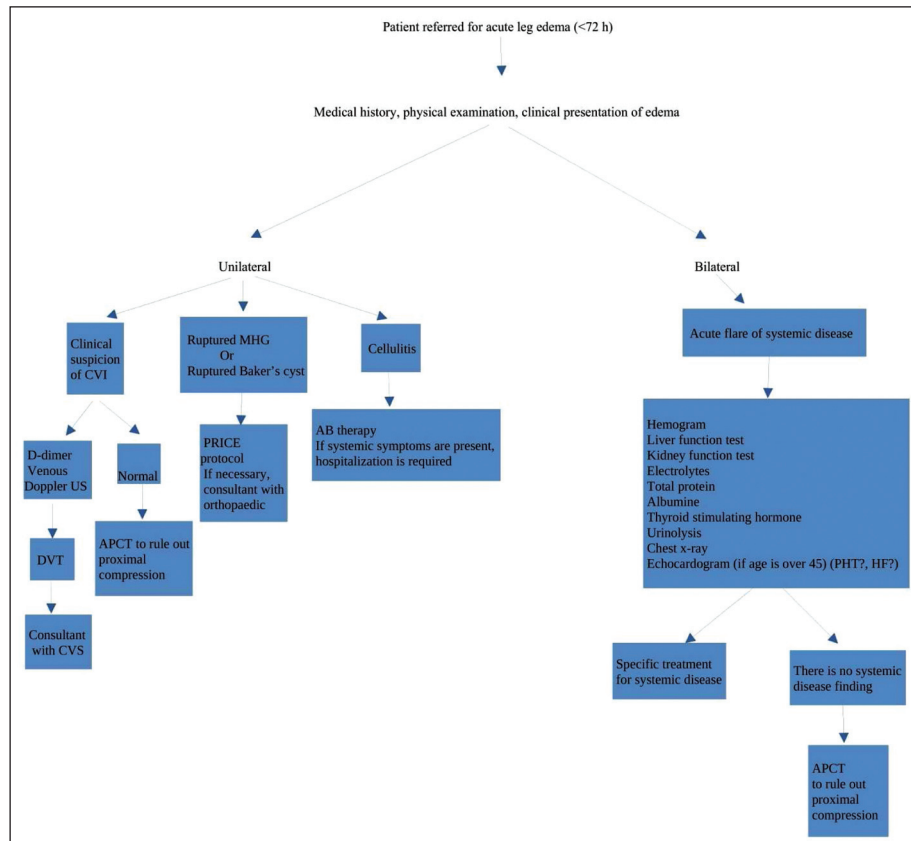 Patient referred for acute leg edema (<72 h)
Medical history, physical examination, clinical presentation of edema
Unilateral
Bilateral
Clinical
suspicion
of CVI
Ruptured MHG
Or
Ruptured Baker's cyst
Cellulitis
Acute flare of systemic disease
D-dimer
Venous
Doppler US
Normal
PRICE
protocol
If necessary,
consultant with
orthopaedic
AB therapy
If systemic symptoms are present,
hospitalization is required
Hemogram
Liver function test
Kidney function test
Electrolytes
Total protein
Albumine
Thyroid stimulating hormone
Urinolysis
Chest x-ray
Echocardogram (if age is over 45) (PHT?, HF?)
DVT
APCT to rule out
proximal
compression
Consultant
with CVS
Specific treatment
for systemic disease
There is no systemic
disease finding
APCT
to rule out
proximal
compression